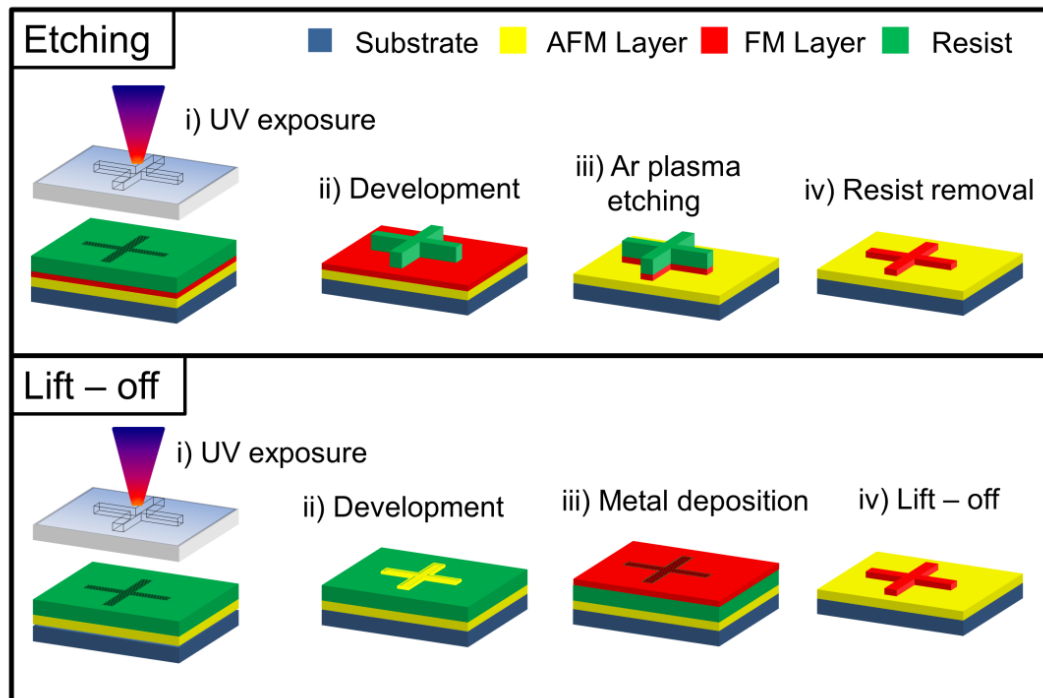 Etching
Substrate AFM Layer FM Layer Resist
i) UV exposure
ii) Development
iii) Ar plasma
etching
iv) Resist removal
Lift – off
i) UV exposure
ii) Development
iii) Metal deposition
iv) Lift – off